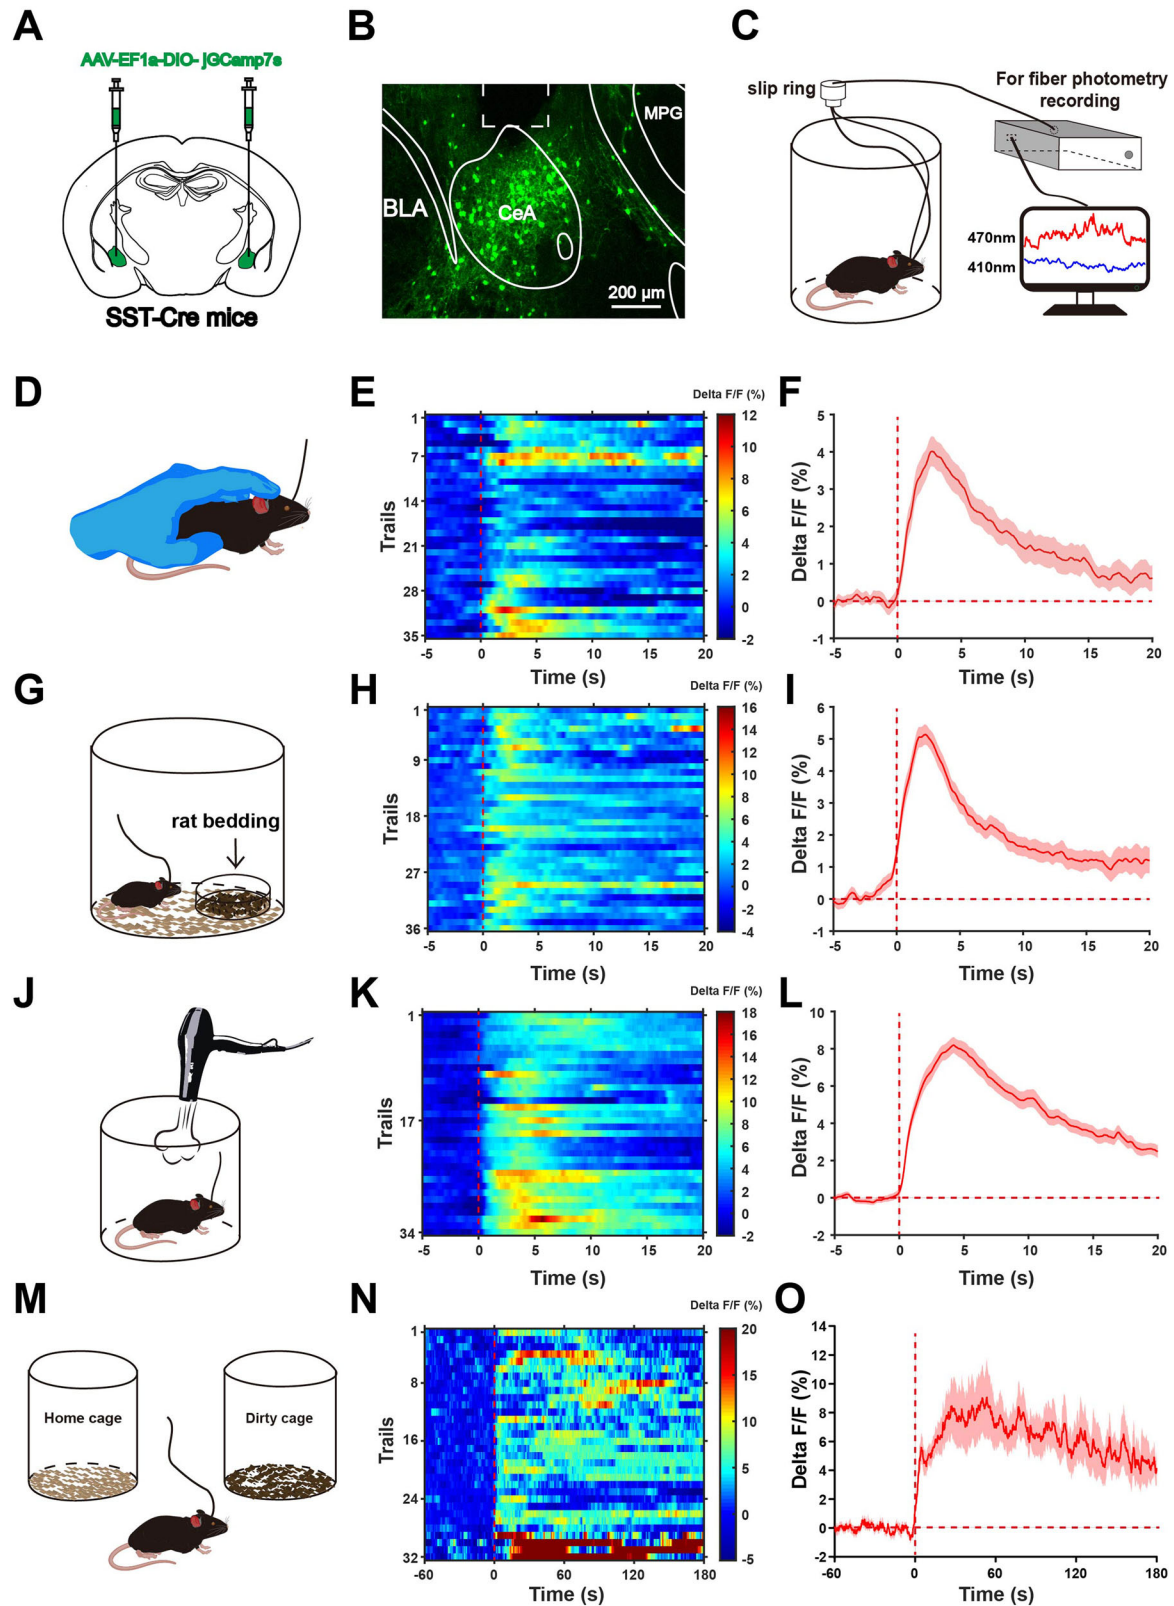 A
AAV-EF1a-DIO- jGCamp7s
SST-Cre mice
B
BLA
CeA
MPG
200 µm
C
slip ring
For fiber photometry
recording
470nm
410nm
D
E
Delta F/F (%)
Trails
1
7
14
21
28
35
-5
0
5
10
15
20
Time (s)
12
10
8
6
4
2
0
-2
F
Delta F/F (%)
5
4
3
2
1
0
-1
-5
0
5
10
15
20
Time (s)
G
rat bedding
H
Delta F/F (%)
Trails
1
9
18
27
36
-5
0
5
10
15
20
Time (s)
16
14
12
10
8
6
4
2
0
-2
-4
I
Delta F/F (%)
6
5
4
3
2
1
0
-1
-5
0
5
10
15
20
Time (s)
J
K
Delta F/F (%)
Trails
1
17
34
-5
0
5
10
15
20
Time (s)
18
16
14
12
10
8
6
4
2
0
-2
L
Delta F/F (%)
10
8
6
4
2
0
-2
-5
0
5
10
15
20
Time (s)
M
Home cage
Dirty cage
N
Delta F/F (%)
Trails
1
8
16
24
32
-60
0
60
120
180
Time (s)
20
15
10
5
0
-5
O
Delta F/F (%)
14
12
10
8
6
4
2
0
-2
-60
0
60
120
180
Time (s)